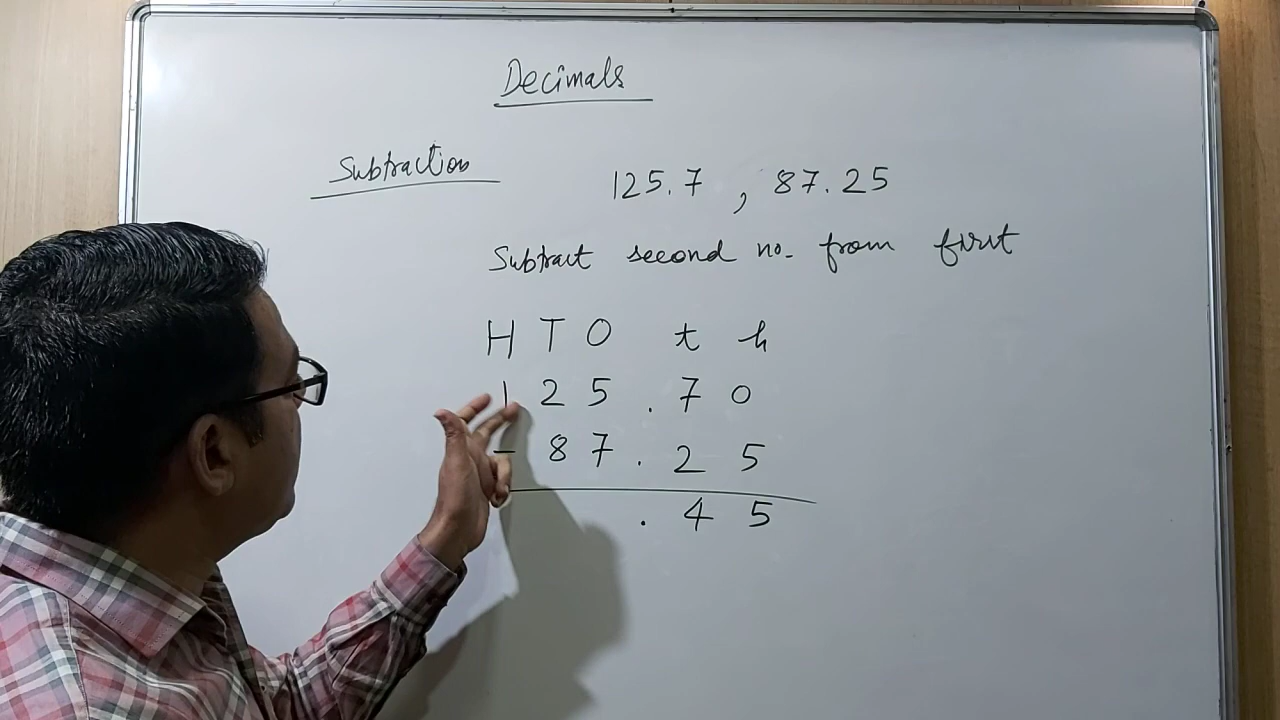 Decimals
Subtraction
125.7 , 87.25
Subtract second no. from first
H T O t h
1 2 5 . 7 0
- 8 7 . 2 5
. 4 5